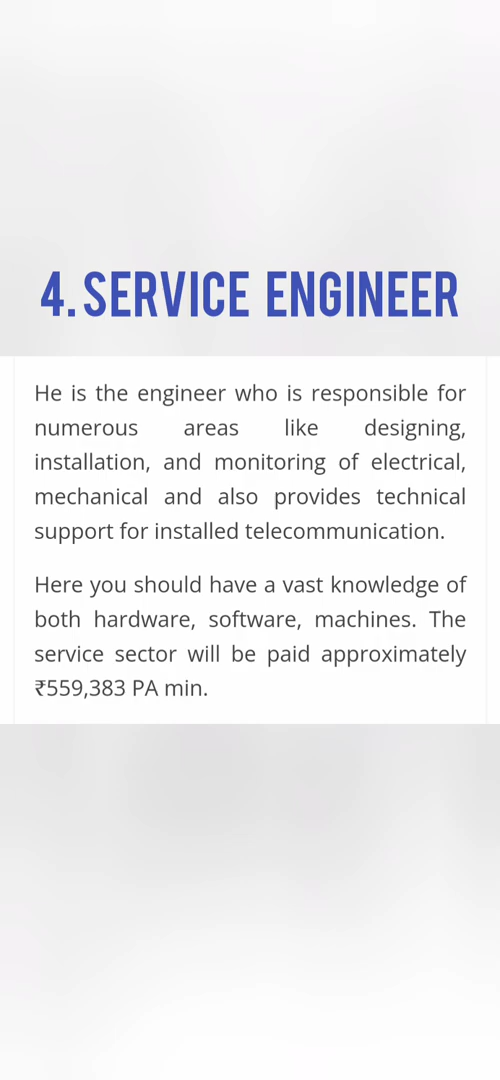 4. SERVICE ENGINEER
He is the engineer who is responsible for
numerous areas like designing,
installation, and monitoring of electrical,
mechanical and also provides technical
support for installed telecommunication.
Here you should have a vast knowledge of
both hardware, software, machines. The
service sector will be paid approximately
₹559,383 PA min.